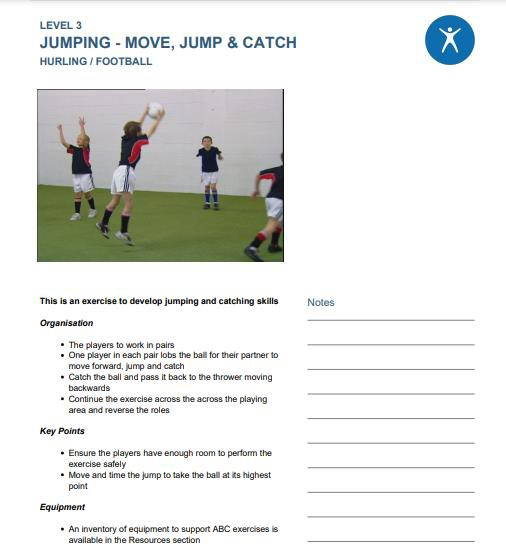 LEVEL 3
JUMPING - MOVE, JUMP & CATCH
HURLING / FOOTBALL
This is an exercise to develop jumping and catching skills
Organisation
• The players to work in pairs
• One player in each pair lobs the ball for their partner to
move forward, jump and catch
• Catch the ball and pass it back to the thrower moving
backwards
• Continue the exercise across the across the playing
area and reverse the roles
Key Points
• Ensure the players have enough room to perform the
exercise safely
• Move and time the jump to take the ball at its highest
point
Equipment
• An inventory of equipment to support ABC exercises is
available in the Resources section
Notes